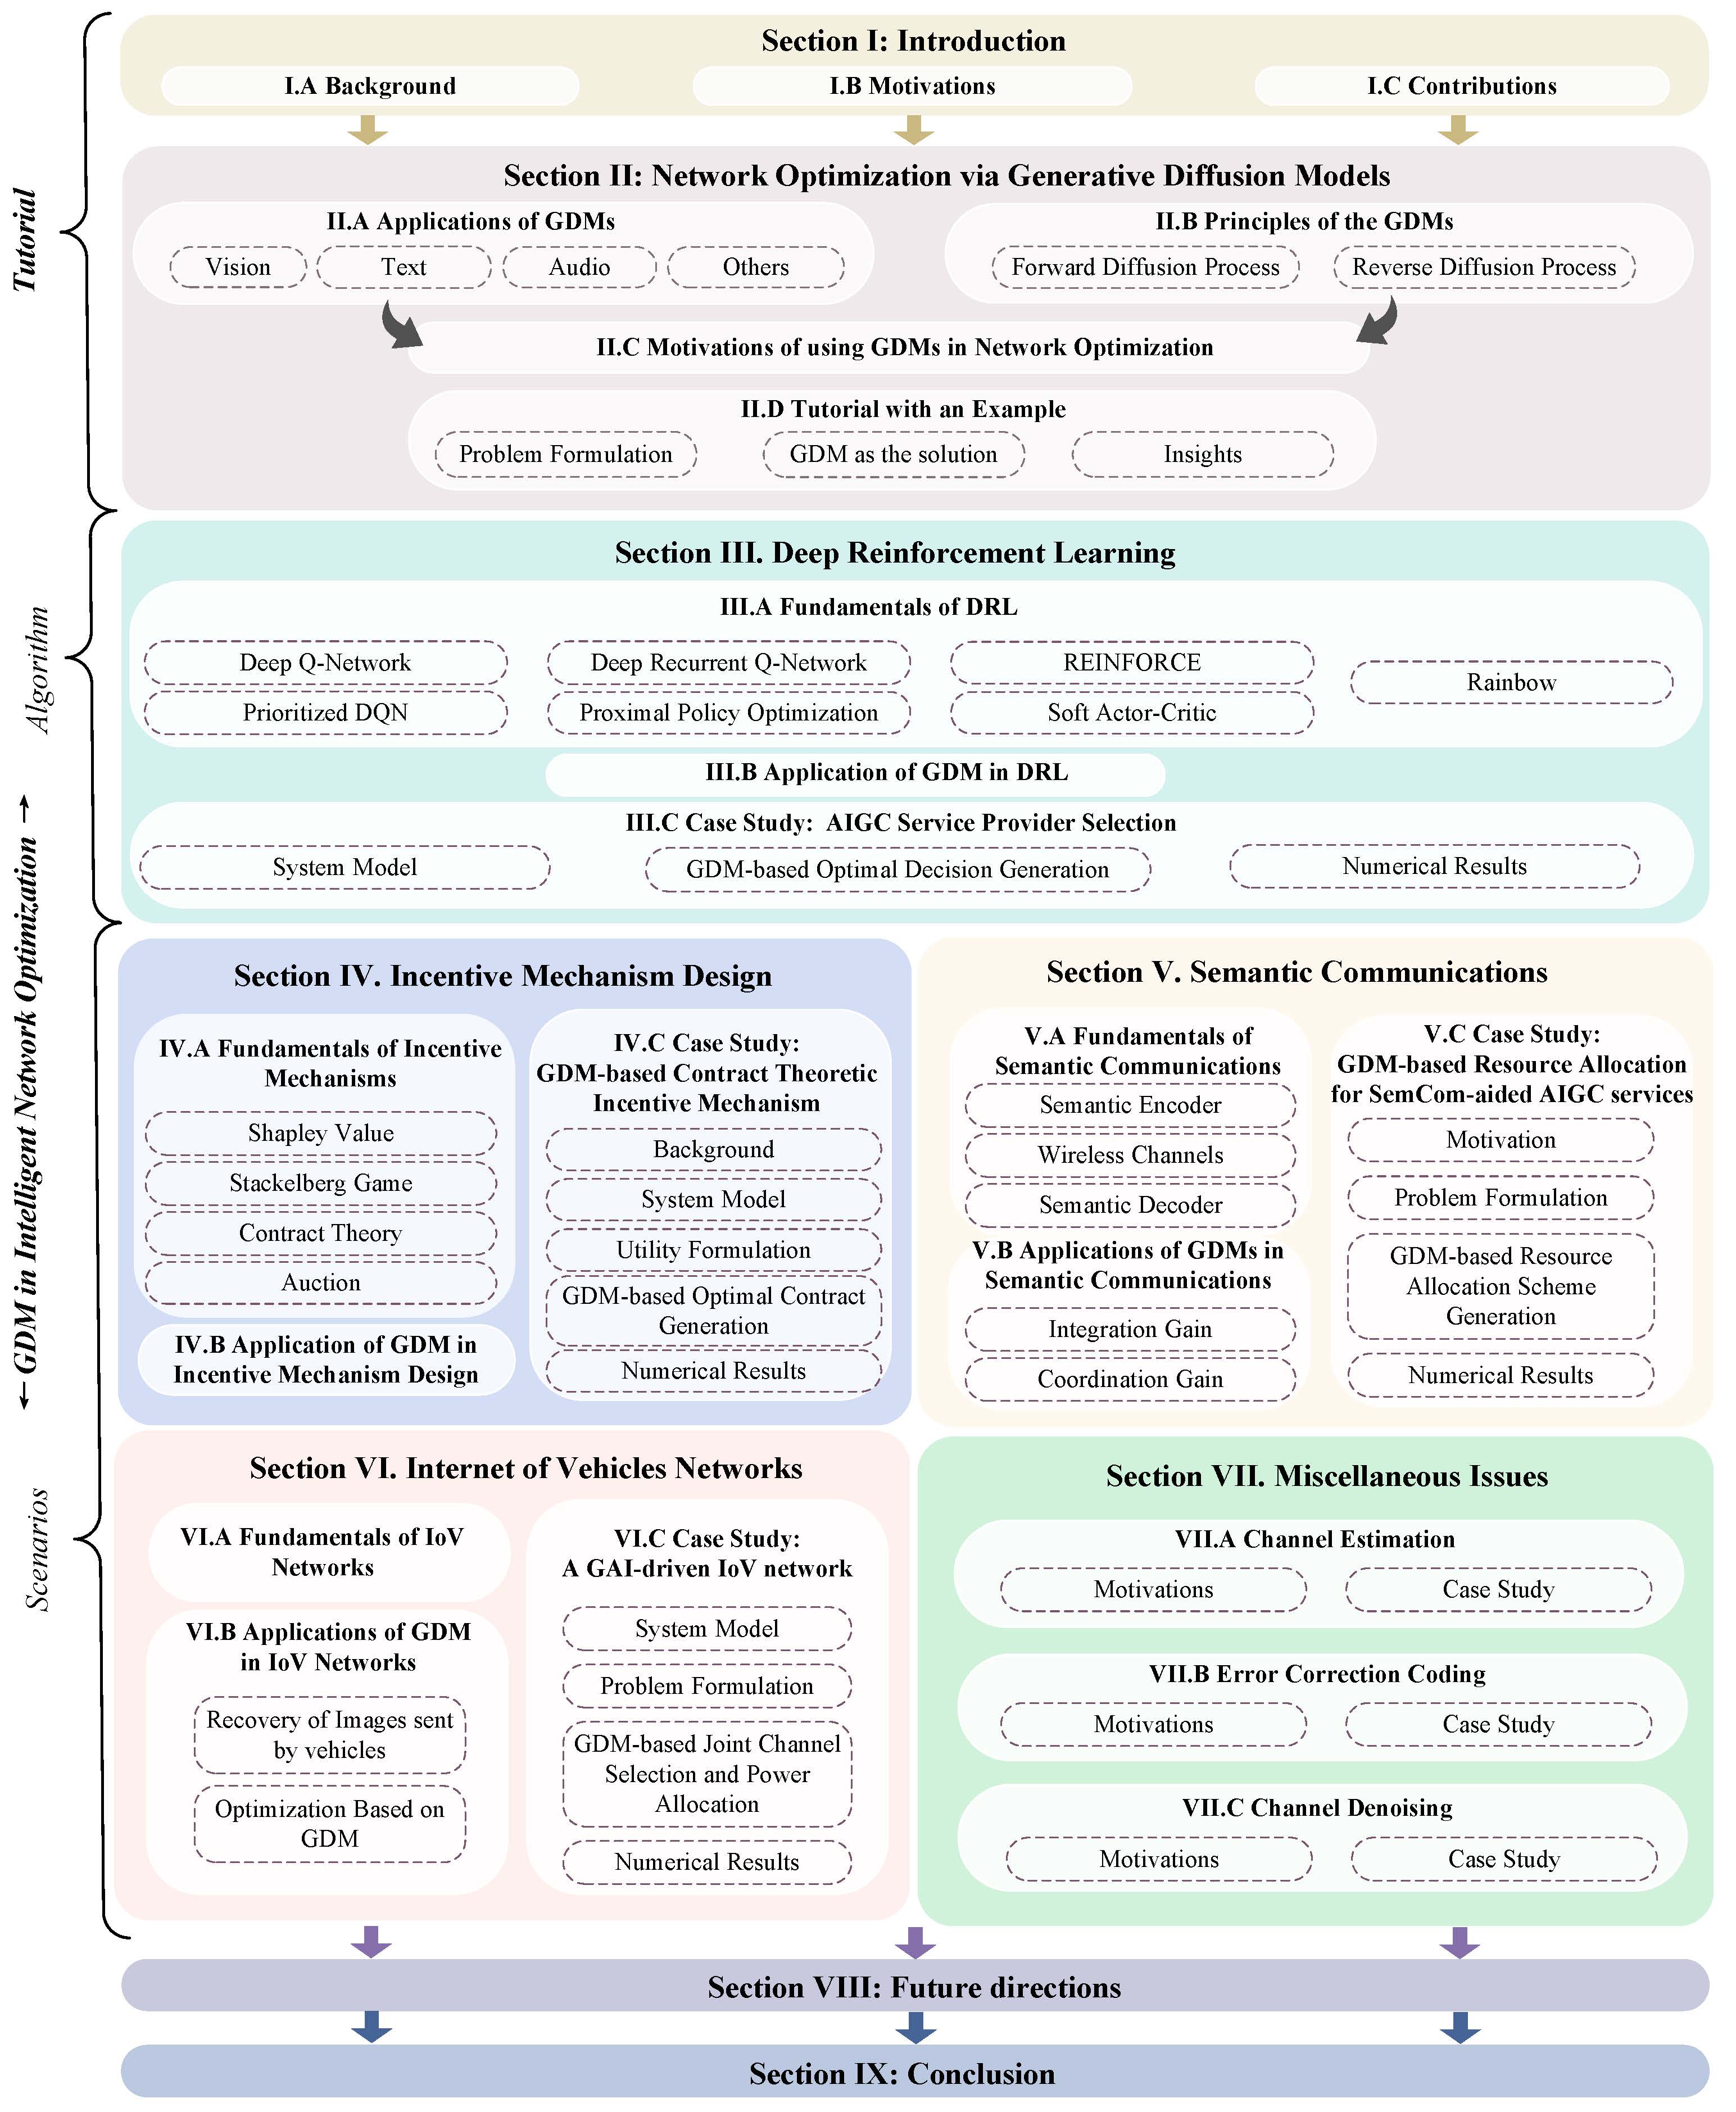 Section I: Introduction
I.A Background
I.B Motivations
I.C Contributions
Tutorial
Section II: Network Optimization via Generative Diffusion Models
II.A Applications of GDMs
Vision
Text
Audio
Others
II.B Principles of the GDMs
Forward Diffusion Process
Reverse Diffusion Process
II.C Motivations of using GDMs in Network Optimization
II.D Tutorial with an Example
Problem Formulation
GDM as the solution
Insights
← GDM in Intelligent Network Optimization →
Algorithm
Section III. Deep Reinforcement Learning
III.A Fundamentals of DRL
Deep Q-Network
Deep Recurrent Q-Network
REINFORCE
Rainbow
Prioritized DQN
Proximal Policy Optimization
Soft Actor-Critic
III.B Application of GDM in DRL
III.C Case Study: AIGC Service Provider Selection
System Model
GDM-based Optimal Decision Generation
Numerical Results
Scenarios
Section IV. Incentive Mechanism Design
IV.A Fundamentals of Incentive
Mechanisms
Shapley Value
Stackelberg Game
Contract Theory
Auction
IV.B Application of GDM in
Incentive Mechanism Design
IV.C Case Study:
GDM-based Contract Theoretic
Incentive Mechanism
Background
System Model
Utility Formulation
GDM-based Optimal Contract
Generation
Numerical Results
Section V. Semantic Communications
V.A Fundamentals of
Semantic Communications
Semantic Encoder
Wireless Channels
Semantic Decoder
V.B Applications of GDMs in
Semantic Communications
Integration Gain
Coordination Gain
V.C Case Study:
GDM-based Resource Allocation
for SemCom-aided AIGC services
Motivation
Problem Formulation
GDM-based Resource
Allocation Scheme
Generation
Numerical Results
Section VI. Internet of Vehicles Networks
VI.A Fundamentals of IoV
Networks
VI.B Applications of GDM
in IoV Networks
Recovery of Images sent
by vehicles
Optimization Based on
GDM
VI.C Case Study:
A GAI-driven IoV network
System Model
Problem Formulation
GDM-based Joint Channel
Selection and Power
Allocation
Numerical Results
Section VII. Miscellaneous Issues
VII.A Channel Estimation
Motivations
Case Study
VII.B Error Correction Coding
Motivations
Case Study
VII.C Channel Denoising
Motivations
Case Study
Section VIII: Future directions
Section IX: Conclusion